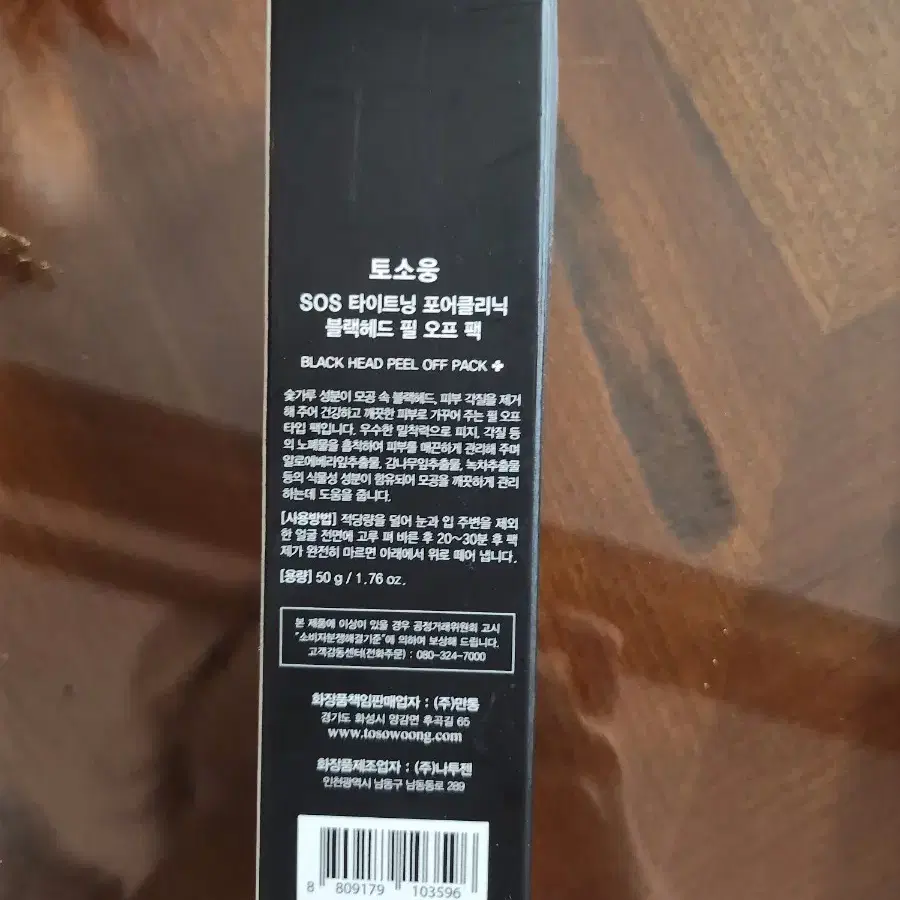 토소웅
SOS 타이트닝 포어클리닉
블랙헤드 필 오프 팩
BLACK HEAD PEEL OFF PACK
숯가루 성분이 모공 속 블랙헤드, 피부 각질을 제거
해 주어 건강하고 깨끗한 피부로 가꾸어 주는 필 오프
타입 팩입니다. 우수한 밀착력으로 피지, 각질 등
의 노폐물을 흡착하여 피부를 매끈하게 관리해 주며
알로에베라잎추출물, 감나무잎추출물, 녹차추출물
등의 식물성 성분이 함유되어 모공을 깨끗하게 관리
하는데 도움을 줍니다.
[사용방법] 적당량을 덜어 눈과 입 주변을 제외
한 얼굴 전면에 고루 펴 바른 후 20~30분 후 팩
제가 완전히 마르면 아래에서 위로 떼어 냅니다.
[용량] 50 g / 1.76 oz.
본 제품에 이상이 있을 경우 공정거래위원회 고시
"소비자분쟁해결기준"에 의하여 보상해 드립니다.
고객감동센터(전화주문) : 080-324-7000
화장품책임판매업자 : (주)만통
경기도 화성시 양감면 후곡길 65
www.tosowoong.com
화장품제조업자 : (주)나투젠
인천광역시 남동구 남동동로 289
8 809179 103596